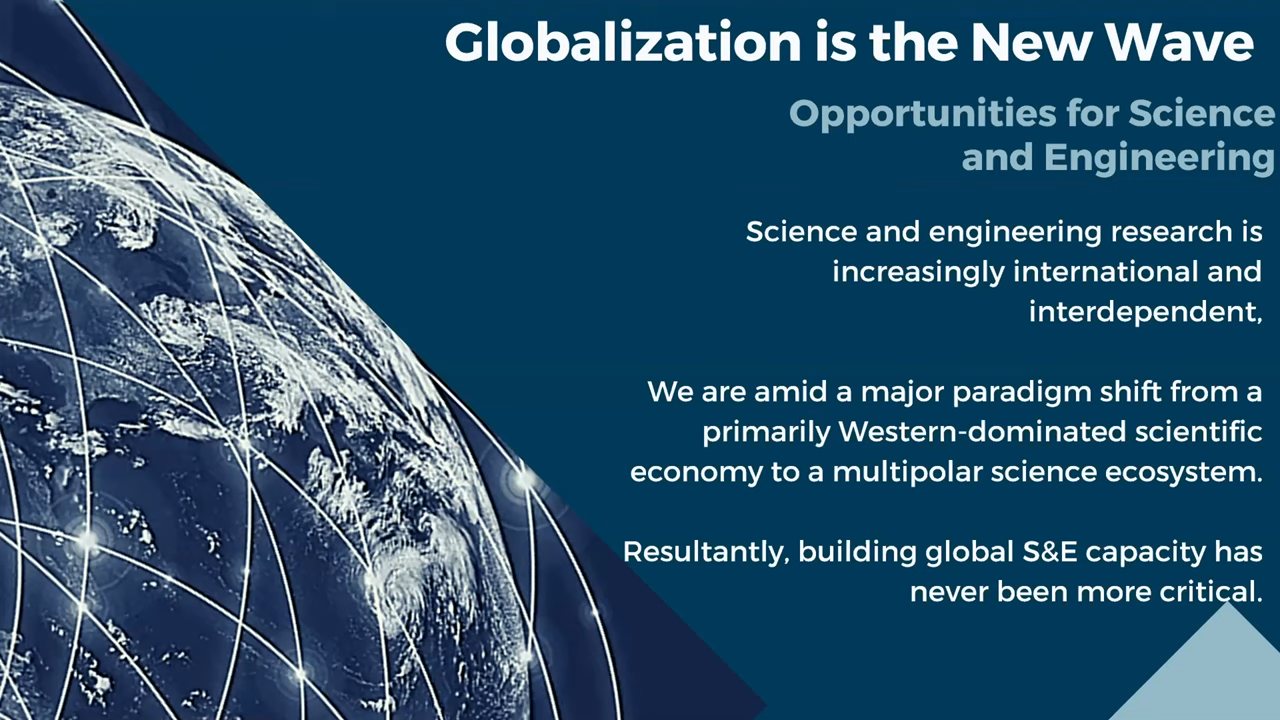 Globalization is the New Wave
Opportunities for Science
and Engineering
Science and engineering research is
increasingly international and
interdependent,
We are amid a major paradigm shift from a
primarily Western-dominated scientific
economy to a multipolar science ecosystem.
Resultantly, building global S&E capacity has
never been more critical.